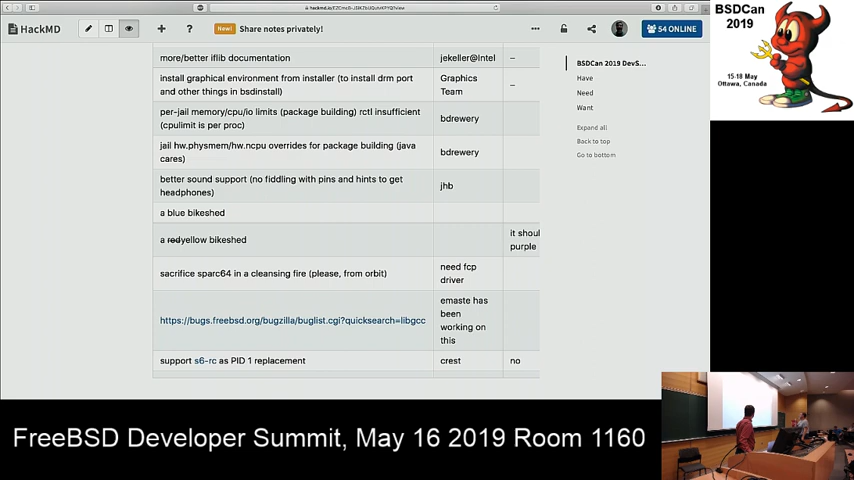 hackmd.io
HackMD
New!
Share notes privately!
54 ONLINE
BSDCan
2019
15-18 May
Ottawa, Canada
more/better iflib documentation
jekeller@Intel
–
install graphical environment from installer (to install drm port
and other things in bsdinstall)
Graphics
Team
–
per-jail memory/cpu/io limits (package building) rctl insufficient
(cpulimit is per proc)
bdrewery
jail hw.physmem/hw.ncpu overrides for package building (java
cares)
bdrewery
better sound support (no fiddling with pins and hints to get
headphones)
jhb
a blue bikeshed
a redyellow bikeshed
it shoul
purple
sacrifice sparc64 in a cleansing fire (please, from orbit)
need fcp
driver
https://bugs.freebsd.org/bugzilla/buglist.cgi?quicksearch=libgcc
emaste has
been
working on
this
support s6-rc as PID 1 replacement
crest
no
BSDCan 2019 DevS...
Have
Need
Want
Expand all
Back to top
Go to bottom
FreeBSD Developer Summit, May 16 2019 Room 1160